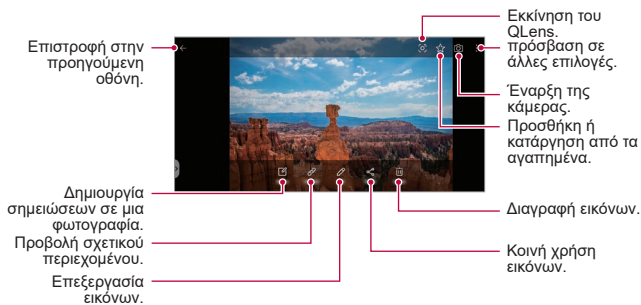 Επιστροφή στην
προηγούμενη
οθόνη.
Εκκίνηση του
QLens.
πρόσβαση σε
άλλες επιλογές.
Έναρξη της
κάμερας.
Προσθήκη ή
κατάργηση από τα
αγαπημένα.
Δημιουργία
σημειώσεων σε μια
φωτογραφία.
Προβολή σχετικού
περιεχομένου.
Επεξεργασία
εικόνων.
Διαγραφή εικόνων.
Κοινή χρήση
εικόνων.